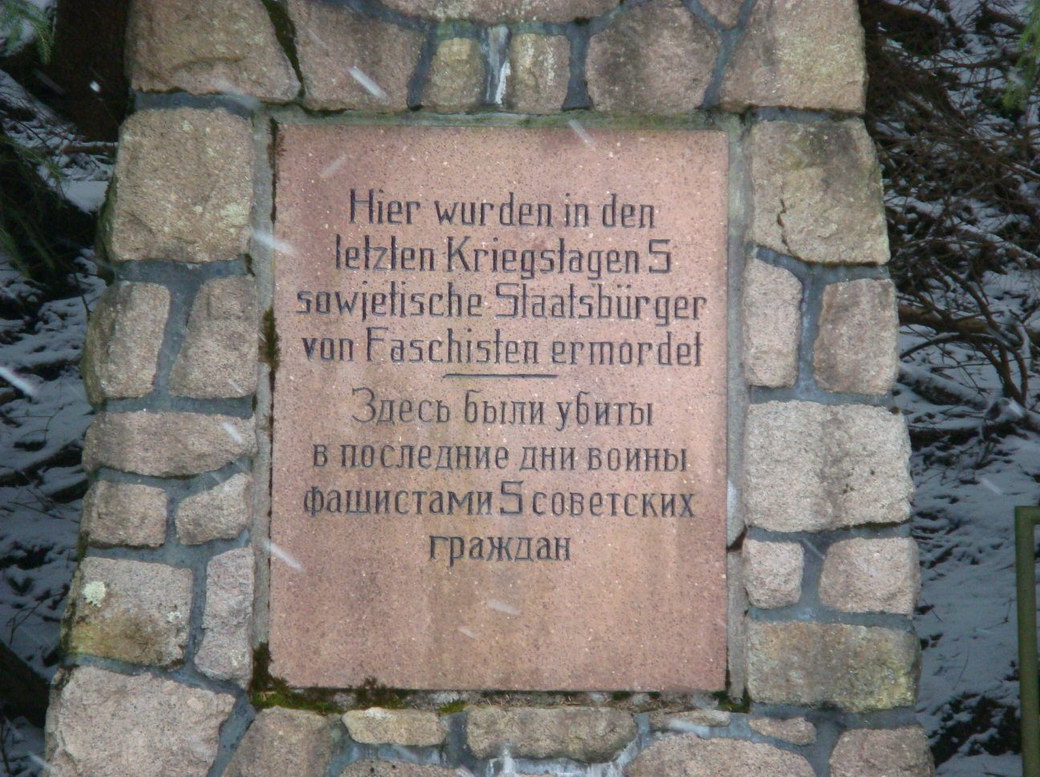 Hier wurden in den
letzten Kriegstagen 5
sowjetische Staatsbürger
von Faschisten ermordet
Здесь были убиты
в последние дни воины
фашистами 5 советских
граждан